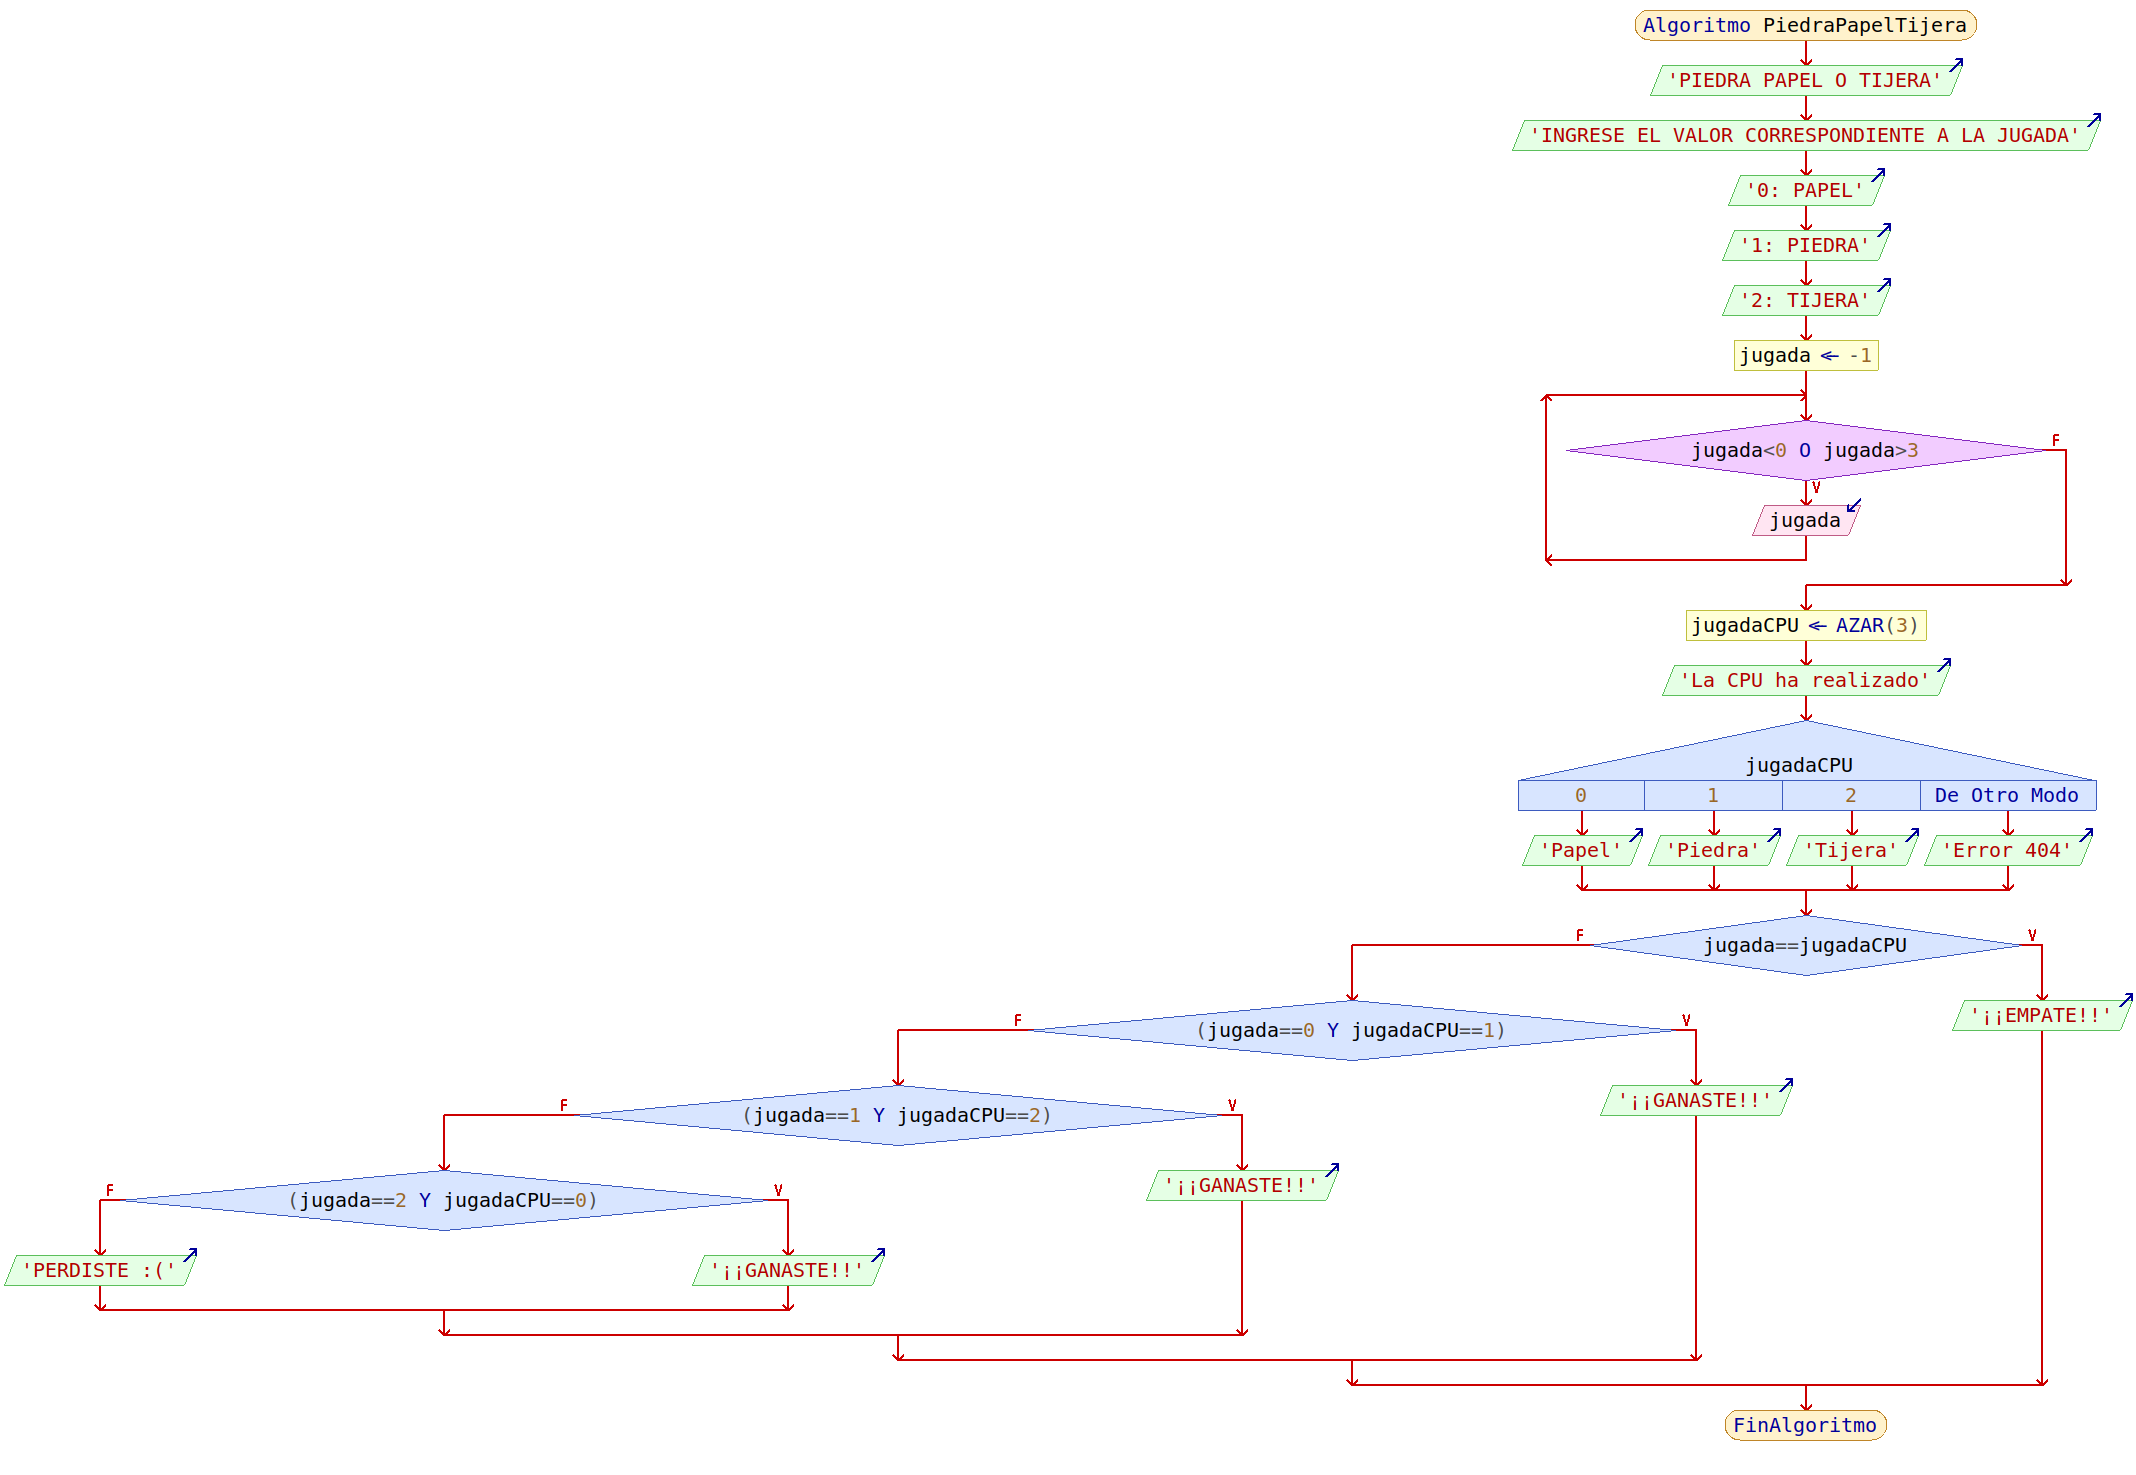 Algoritmo PiedraPapelTijera
'PIEDRA PAPEL O TIJERA'
'INGRESE EL VALOR CORRESPONDIENTE A LA JUGADA'
'0: PAPEL'
'1: PIEDRA'
'2: TIJERA'
jugada <- -1
jugada<0 O jugada>3
F
V
jugada
jugadaCPU <- AZAR(3)
'La CPU ha realizado'
jugadaCPU
0 1 2 De Otro Modo
'Papel' 'Piedra' 'Tijera' 'Error 404'
F jugada==jugadaCPU V
'¡¡EMPATE!!'
F (jugada==0 Y jugadaCPU==1) V
'¡¡GANASTE!!'
F (jugada==1 Y jugadaCPU==2) V
'¡¡GANASTE!!'
F (jugada==2 Y jugadaCPU==0) V
'PERDISTE :(' '¡¡GANASTE!!'
FinAlgoritmo